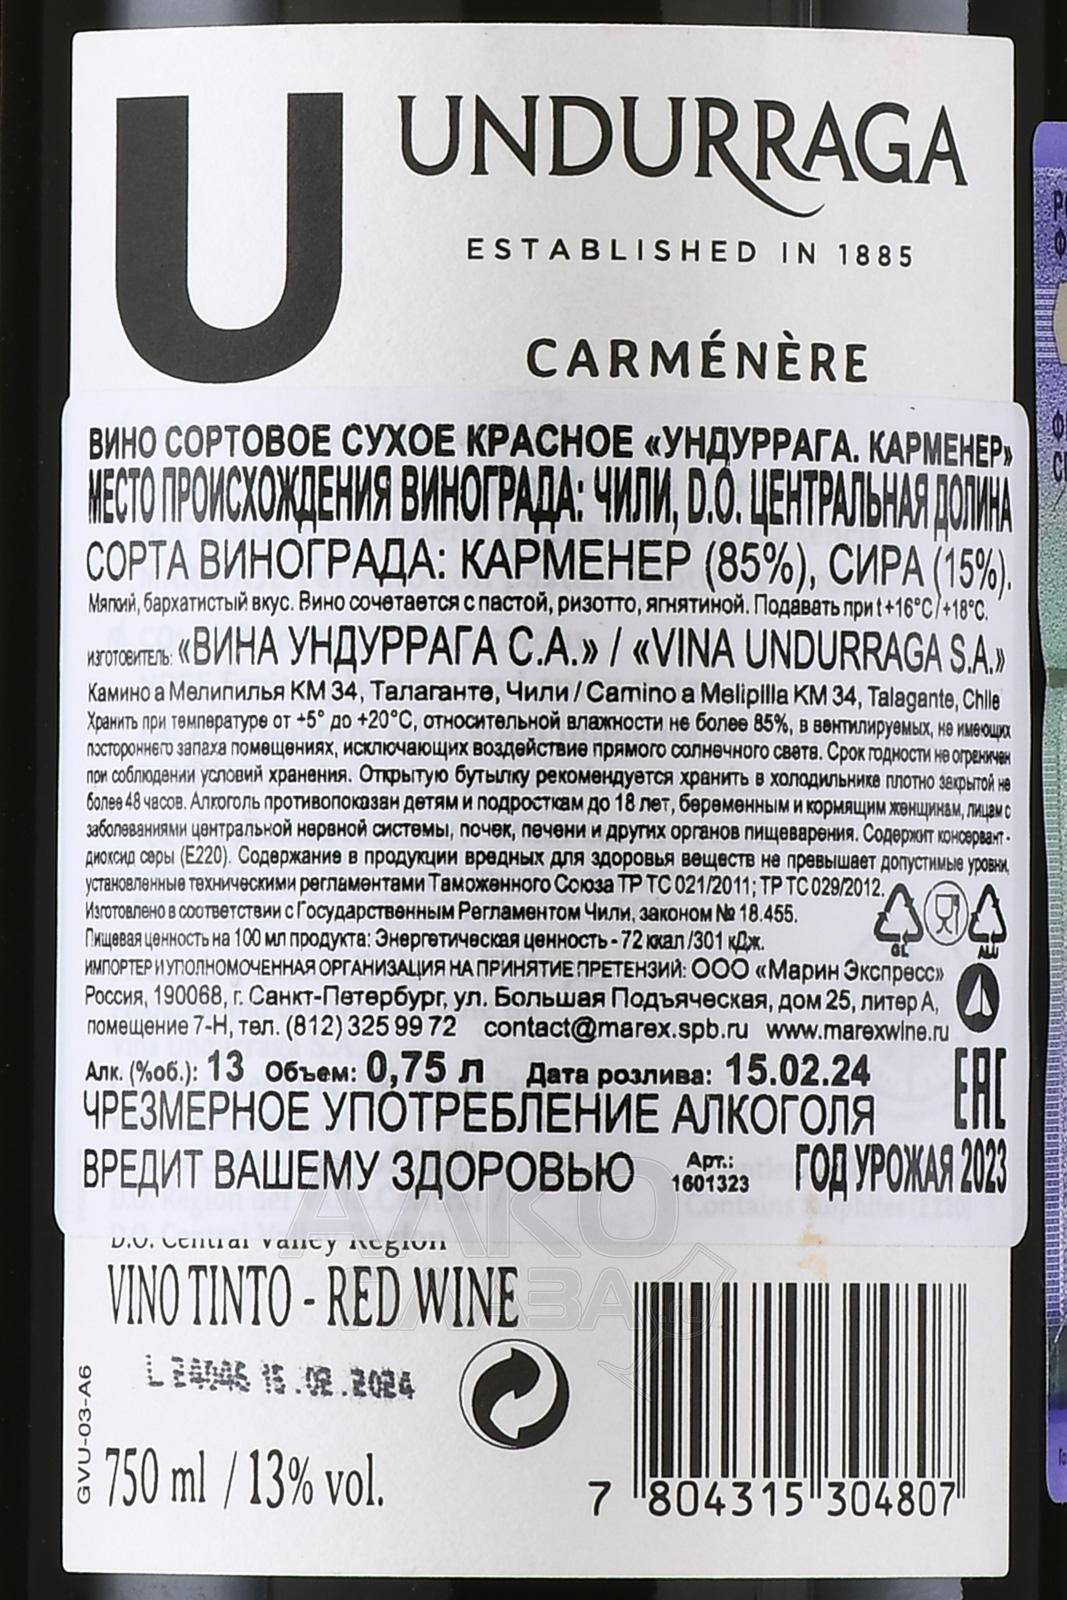 U UNDURRAGA
ESTABLISHED IN 1885
CARMÉNÈRE
ВИНО СОРТОВОЕ СУХОЕ КРАСНОЕ «УНДУРРАГА. КАРМЕНЕР»
МЕСТО ПРОИСХОЖДЕНИЯ ВИНОГРАДА: ЧИЛИ, D.O. ЦЕНТРАЛЬНАЯ ДОЛИНА
СОРТА ВИНОГРАДА: КАРМЕНЕР (85%), СИРА (15%).
Мягкий, бархатистый вкус. Вино сочетается с пастой, ризотто, ягнятиной. Подавать при t +16°C / +18°C.
ИЗГОТОВИТЕЛЬ: «ВИНА УНДУРРАГА С.А.» / «VINA UNDURRAGA S.A.»
Камино а Мелипилья КМ 34, Талаганте, Чили / Camino a Melipilla KM 34, Talagante, Chile
Хранить при температуре от +5° до +20°C, относительной влажности не более 85%, в вентилируемых, не имеющих
постороннего запаха помещениях, исключающих воздействие прямого солнечного света. Срок годности не ограничен
при соблюдении условий хранения. Открытую бутылку рекомендуется хранить в холодильнике плотно закрытой не
более 48 часов. Алкоголь противопоказан детям и подросткам до 18 лет, беременным и кормящим женщинам, лицам с
заболеваниями центральной нервной системы, почек, печени и других органов пищеварения. Содержит консервант -
диоксид серы (E220). Содержание в продукции вредных для здоровья веществ не превышает допустимые уровни,
установленные техническими регламентами Таможенного Союза ТР ТС 021/2011; ТР ТС 029/2012.
Изготовлено в соответствии с Государственным Регламентом Чили, законом № 18.455.
GL ALU
Пищевая ценность на 100 мл продукта: Энергетическая ценность - 72 ккал /301 кДж.
ИМПОРТЕР И УПОЛНОМОЧЕННАЯ ОРГАНИЗАЦИЯ НА ПРИНЯТИЕ ПРЕТЕНЗИЙ: ООО «Марин Экспресс»
Россия, 190068, г. Санкт-Петербург, ул. Большая Подъяческая, дом 25, литер А,
помещение 7-Н, тел. (812) 325 99 72 contact@marex.spb.ru www.marexwine.ru
Алк. (%об.): 13 Объем: 0,75 л Дата розлива: 15.02.24
EAC
ЧРЕЗМЕРНОЕ УПОТРЕБЛЕНИЕ АЛКОГОЛЯ
ВРЕДИТ ВАШЕМУ ЗДОРОВЬЮ
Арт.:
1601323
ГОД УРОЖАЯ 2023
D.O. Central Valley Region
VINO TINTO - RED WINE
L 24046 15.02.2024
GVU-03-A6
750 ml / 13% vol.
7 804315 304807